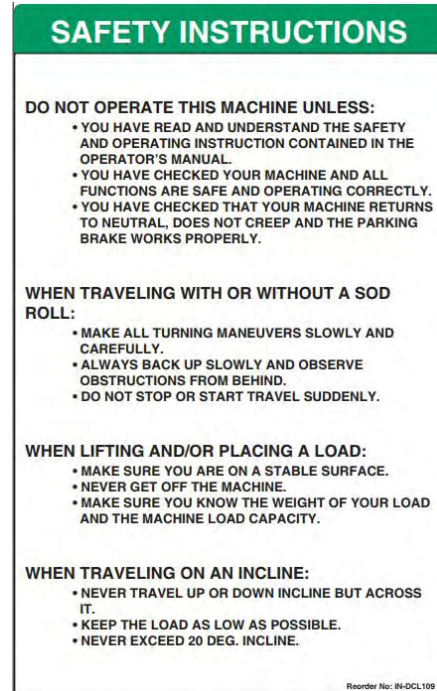 SAFETY INSTRUCTIONS
DO NOT OPERATE THIS MACHINE UNLESS:
• YOU HAVE READ AND UNDERSTAND THE SAFETY
AND OPERATING INSTRUCTION CONTAINED IN THE
OPERATOR'S MANUAL.
• YOU HAVE CHECKED YOUR MACHINE AND ALL
FUNCTIONS ARE SAFE AND OPERATING CORRECTLY.
• YOU HAVE CHECKED THAT YOUR MACHINE RETURNS
TO NEUTRAL, DOES NOT CREEP AND THE PARKING
BRAKE WORKS PROPERLY.
WHEN TRAVELING WITH OR WITHOUT A SOD
ROLL:
• MAKE ALL TURNING MANEUVERS SLOWLY AND
CAREFULLY.
• ALWAYS BACK UP SLOWLY AND OBSERVE
OBSTRUCTIONS FROM BEHIND.
• DO NOT STOP OR START TRAVEL SUDDENLY.
WHEN LIFTING AND/OR PLACING A LOAD:
• MAKE SURE YOU ARE ON A STABLE SURFACE.
• NEVER GET OFF THE MACHINE.
• MAKE SURE YOU KNOW THE WEIGHT OF YOUR LOAD
AND THE MACHINE LOAD CAPACITY.
WHEN TRAVELING ON AN INCLINE:
• NEVER TRAVEL UP OR DOWN INCLINE BUT ACROSS
IT.
• KEEP THE LOAD AS LOW AS POSSIBLE.
• NEVER EXCEED 20 DEG. INCLINE.
Reorder No: IN-DCL109